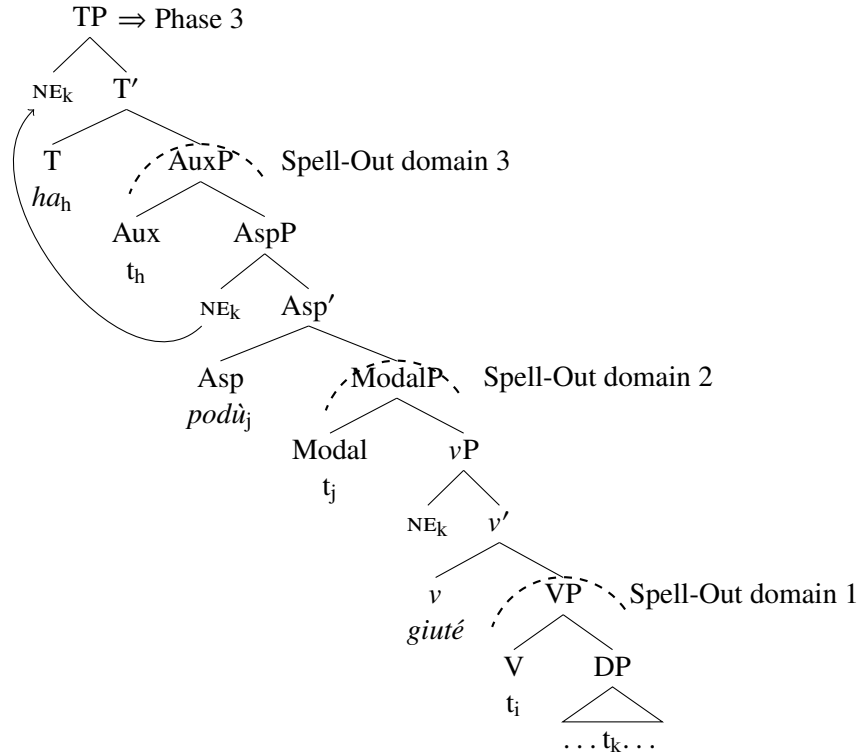 TP ⇒ Phase 3
NEₖ T′
T AuxP Spell-Out domain 3
haₕ
Aux AspP
tₕ
NEₖ Asp′
Asp ModalP Spell-Out domain 2
podùⱼ
Modal vP
tⱼ
NEₖ v′
v VP Spell-Out domain 1
giuté
V DP
tᵢ
…tₖ…